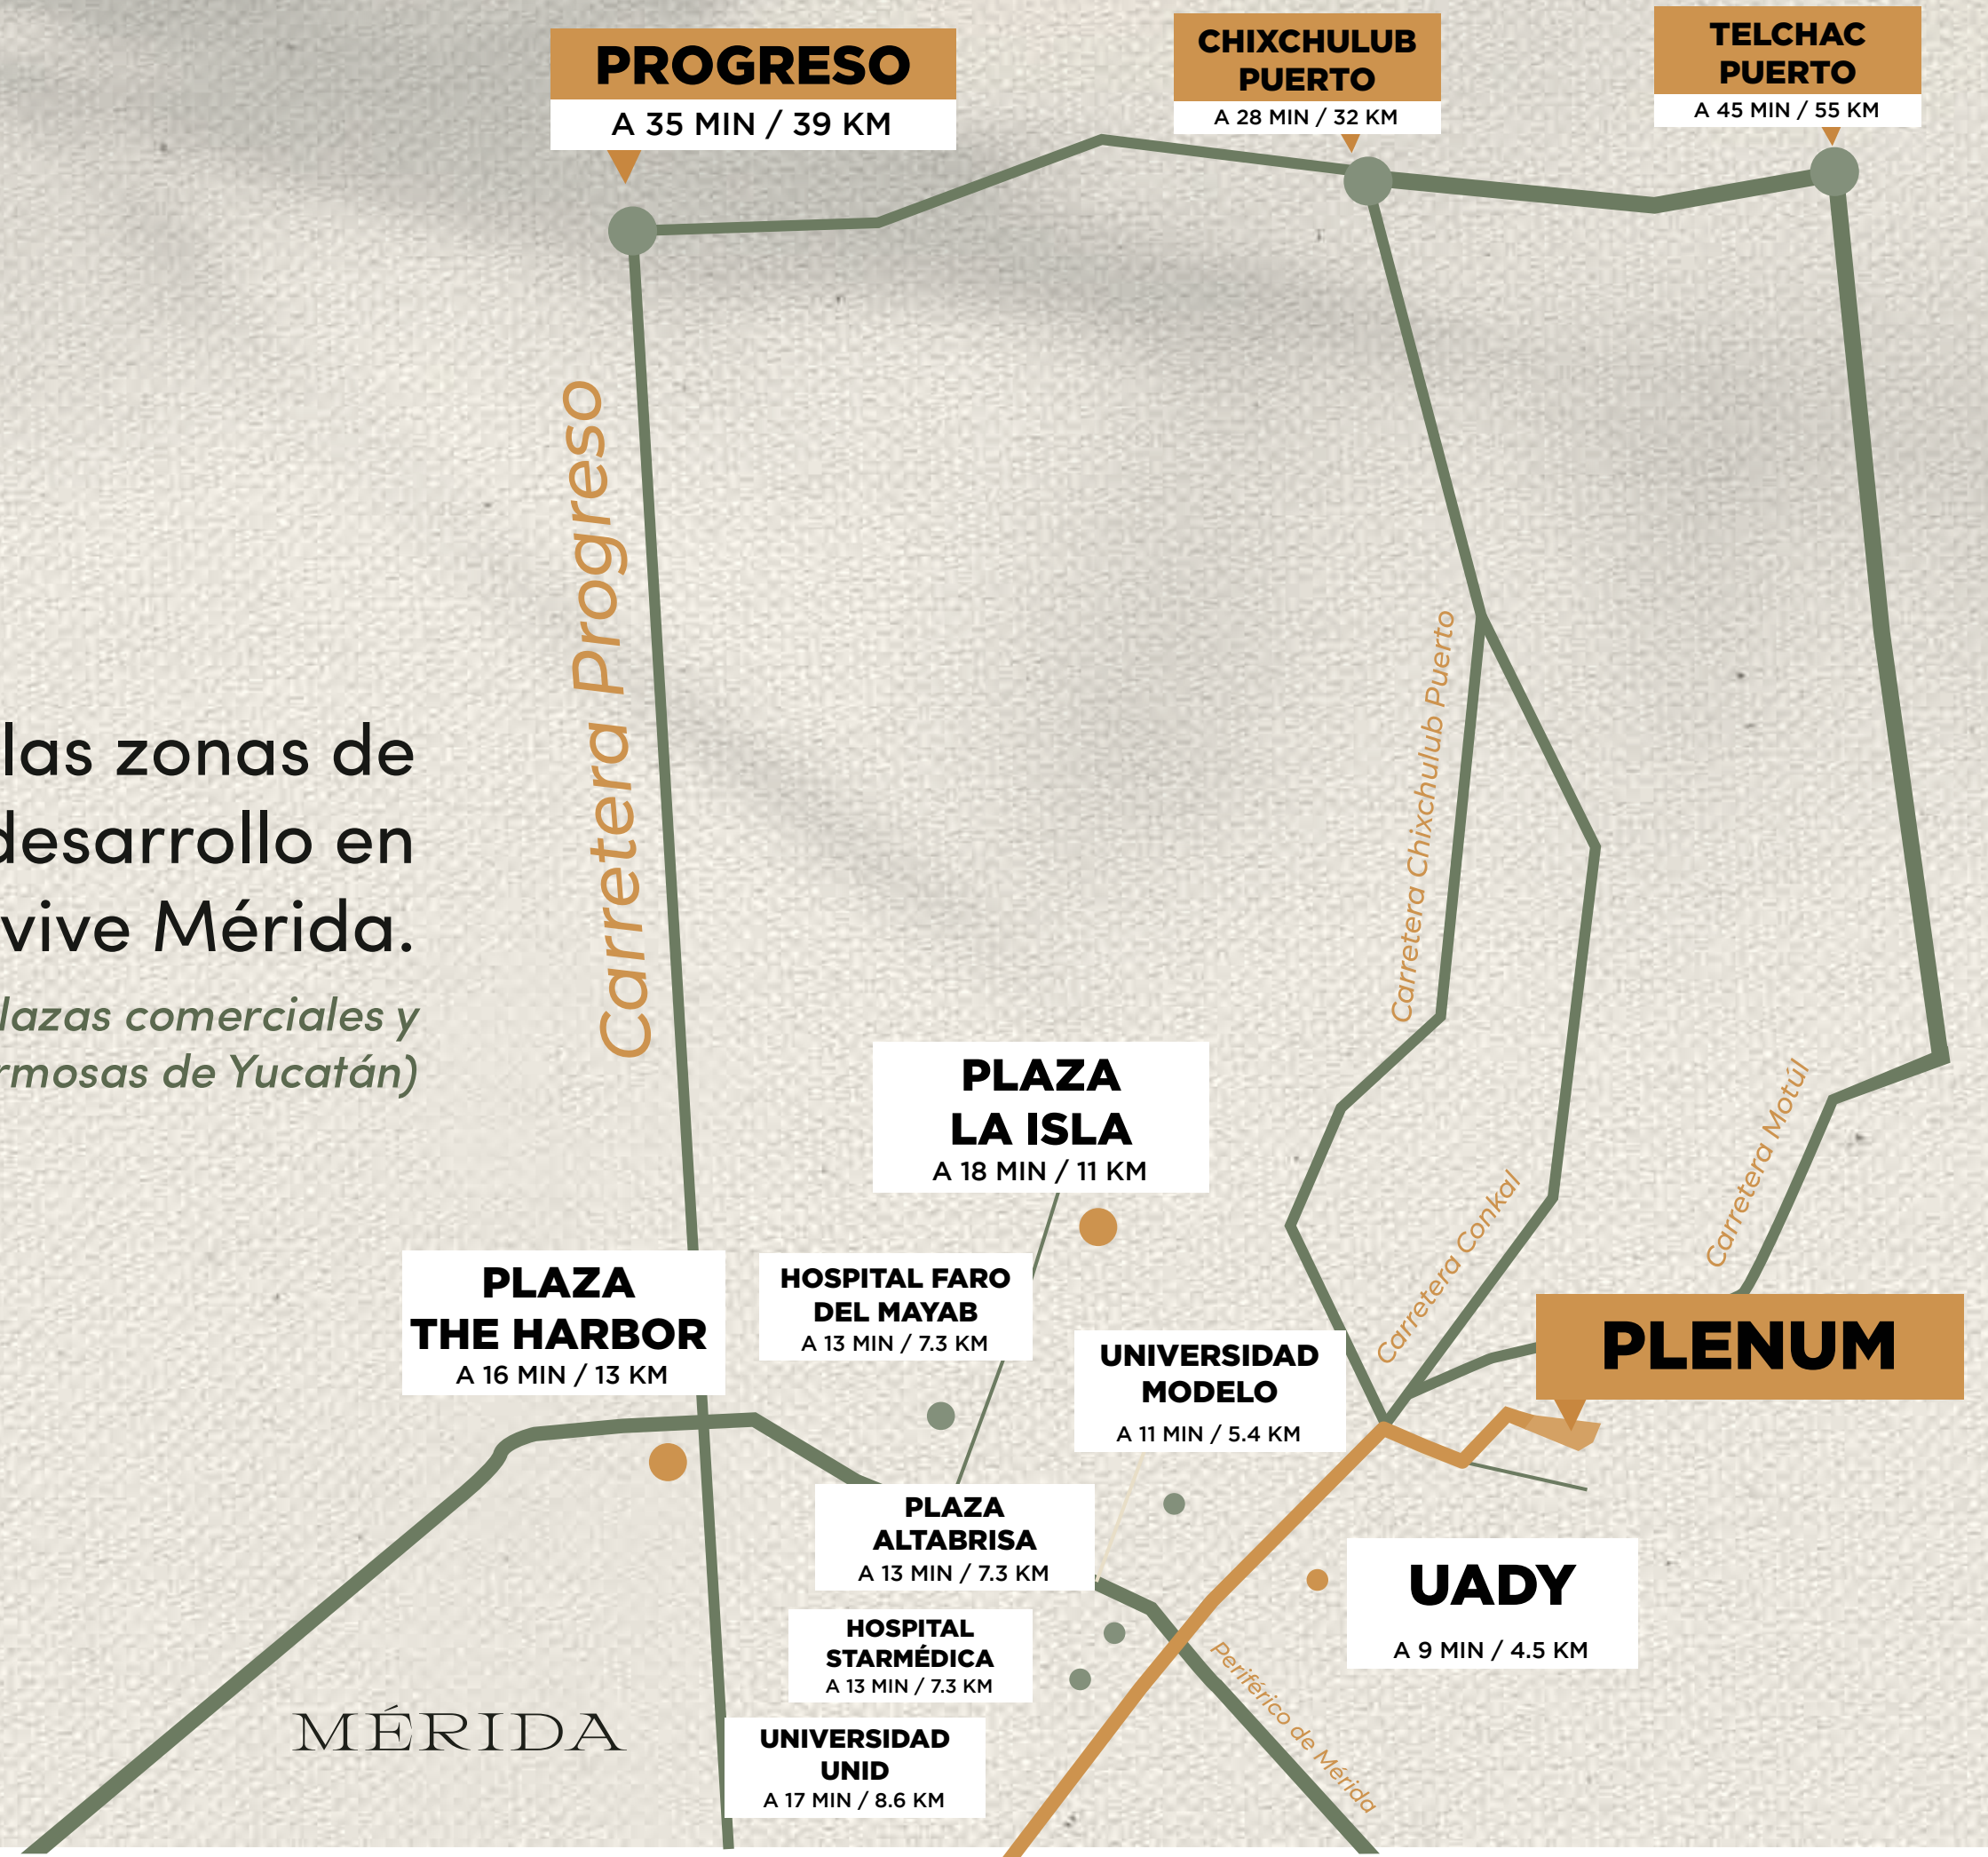 PROGRESO
A 35 MIN / 39 KM
CHIXCHULUB
PUERTO
A 28 MIN / 32 KM
TELCHAC
PUERTO
A 45 MIN / 55 KM
Carretera Progreso
Carretera Chixchulub Puerto
las zonas de
desarrollo en
vive Mérida.
lazas comerciales y
rmosas de Yucatán)
PLAZA
LA ISLA
A 18 MIN / 11 KM
Carretera Motúl
Carretera Conkal
PLAZA
THE HARBOR
A 16 MIN / 13 KM
HOSPITAL FARO
DEL MAYAB
A 13 MIN / 7.3 KM
UNIVERSIDAD
MODELO
A 11 MIN / 5.4 KM
PLENUM
PLAZA
ALTABRISA
A 13 MIN / 7.3 KM
UADY
A 9 MIN / 4.5 KM
HOSPITAL
STARMÉDICA
A 13 MIN / 7.3 KM
Periférico de Mérida
MÉRIDA
UNIVERSIDAD
UNID
A 17 MIN / 8.6 KM